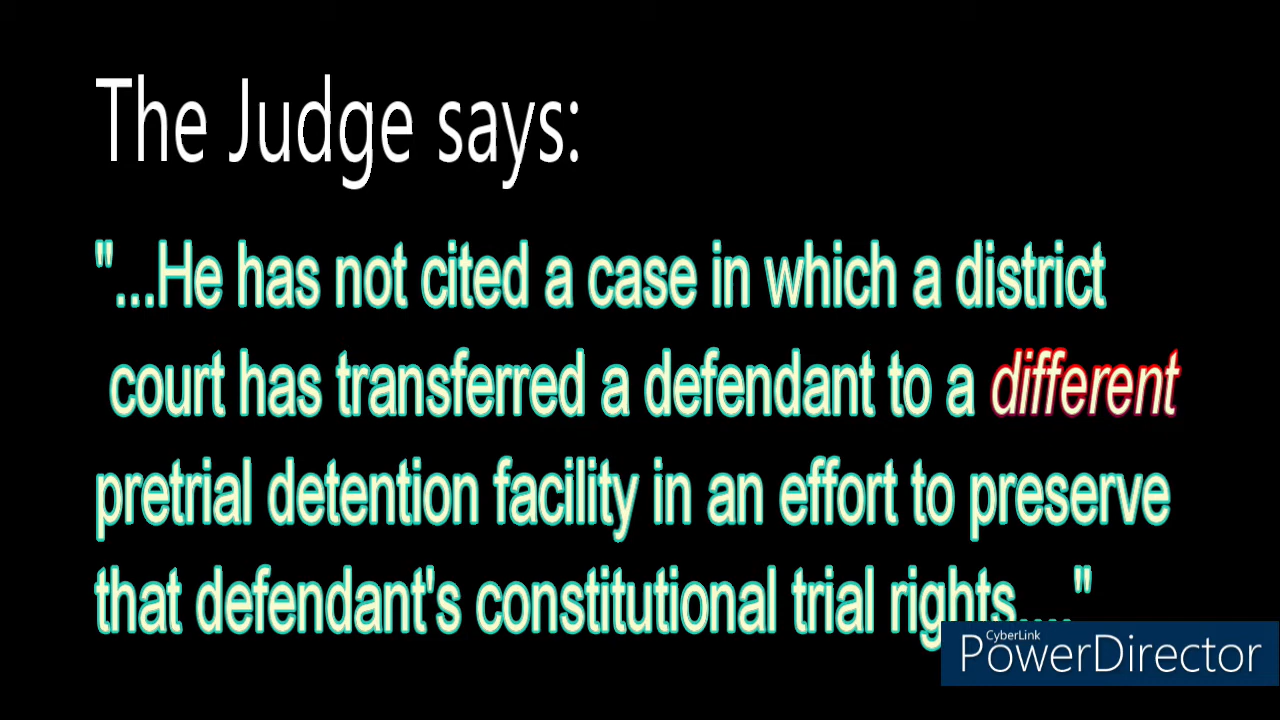 The Judge says:
"...He has not cited a case in which a district
court has transferred a defendant to a different
pretrial detention facility in an effort to preserve
that defendant's constitutional trial rights...."
CyberLink
PowerDirector